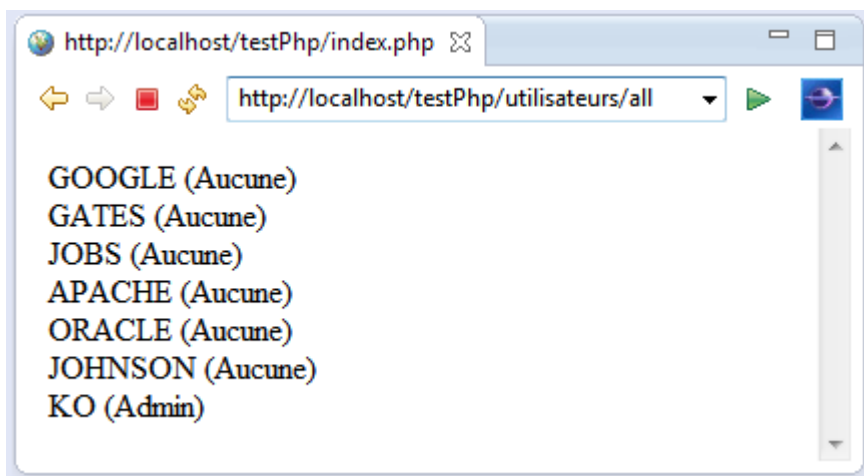 http://localhost/testPhp/index.php
http://localhost/testPhp/utilisateurs/all
GOOGLE (Aucune)
GATES (Aucune)
JOBS (Aucune)
APACHE (Aucune)
ORACLE (Aucune)
JOHNSON (Aucune)
KO (Admin)